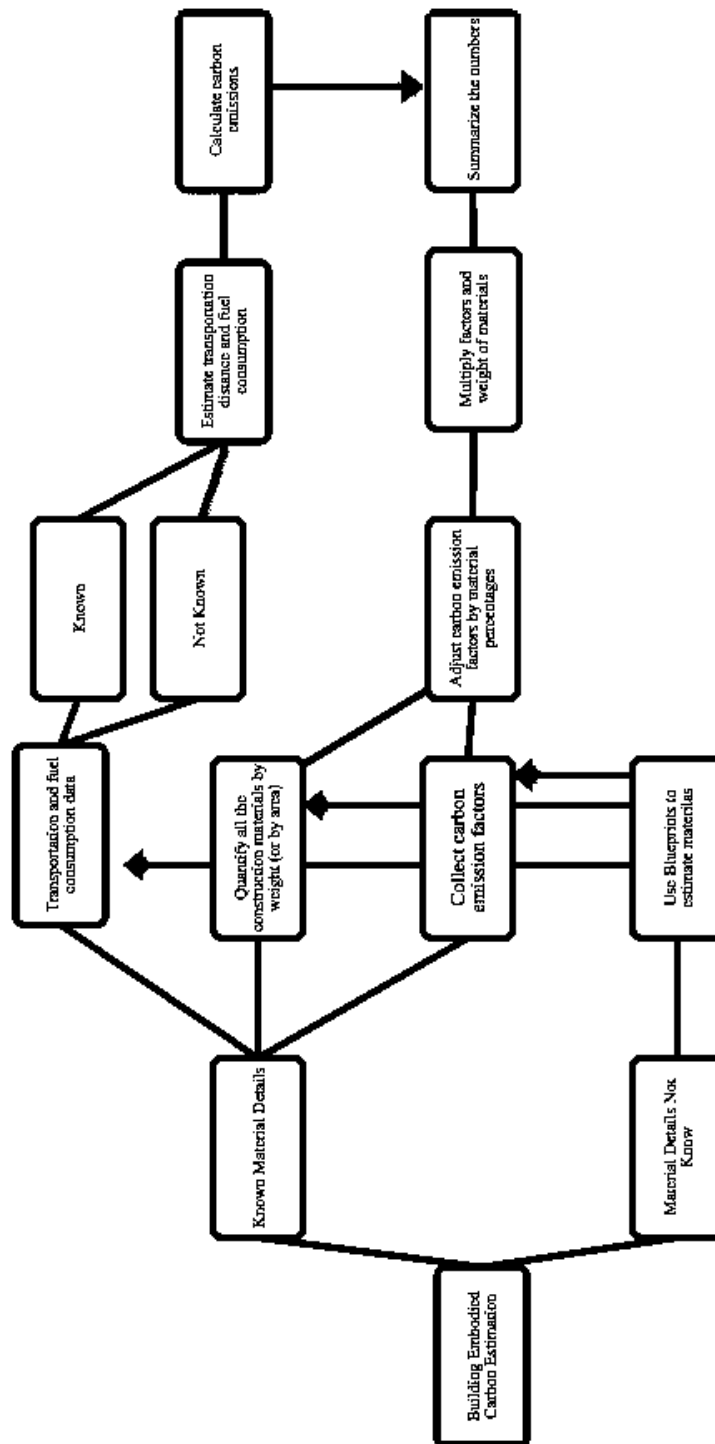 Building Embodied
Carbon Estimation
Known Material Details
Material Details Not
Know
Transportation and fuel
consumption data
Quantify all the
construction materials by
weight (or by area)
Collect carbon
emission factors
Use Blueprints to
estimate materilas
Known
Not Known
Adjust carbon emission
factors by material
percentages
Estimate transportation
distance and fuel
consumption
Multiply factors and
weight of materials
Calculate carbon
emissions
Summarize the numbers